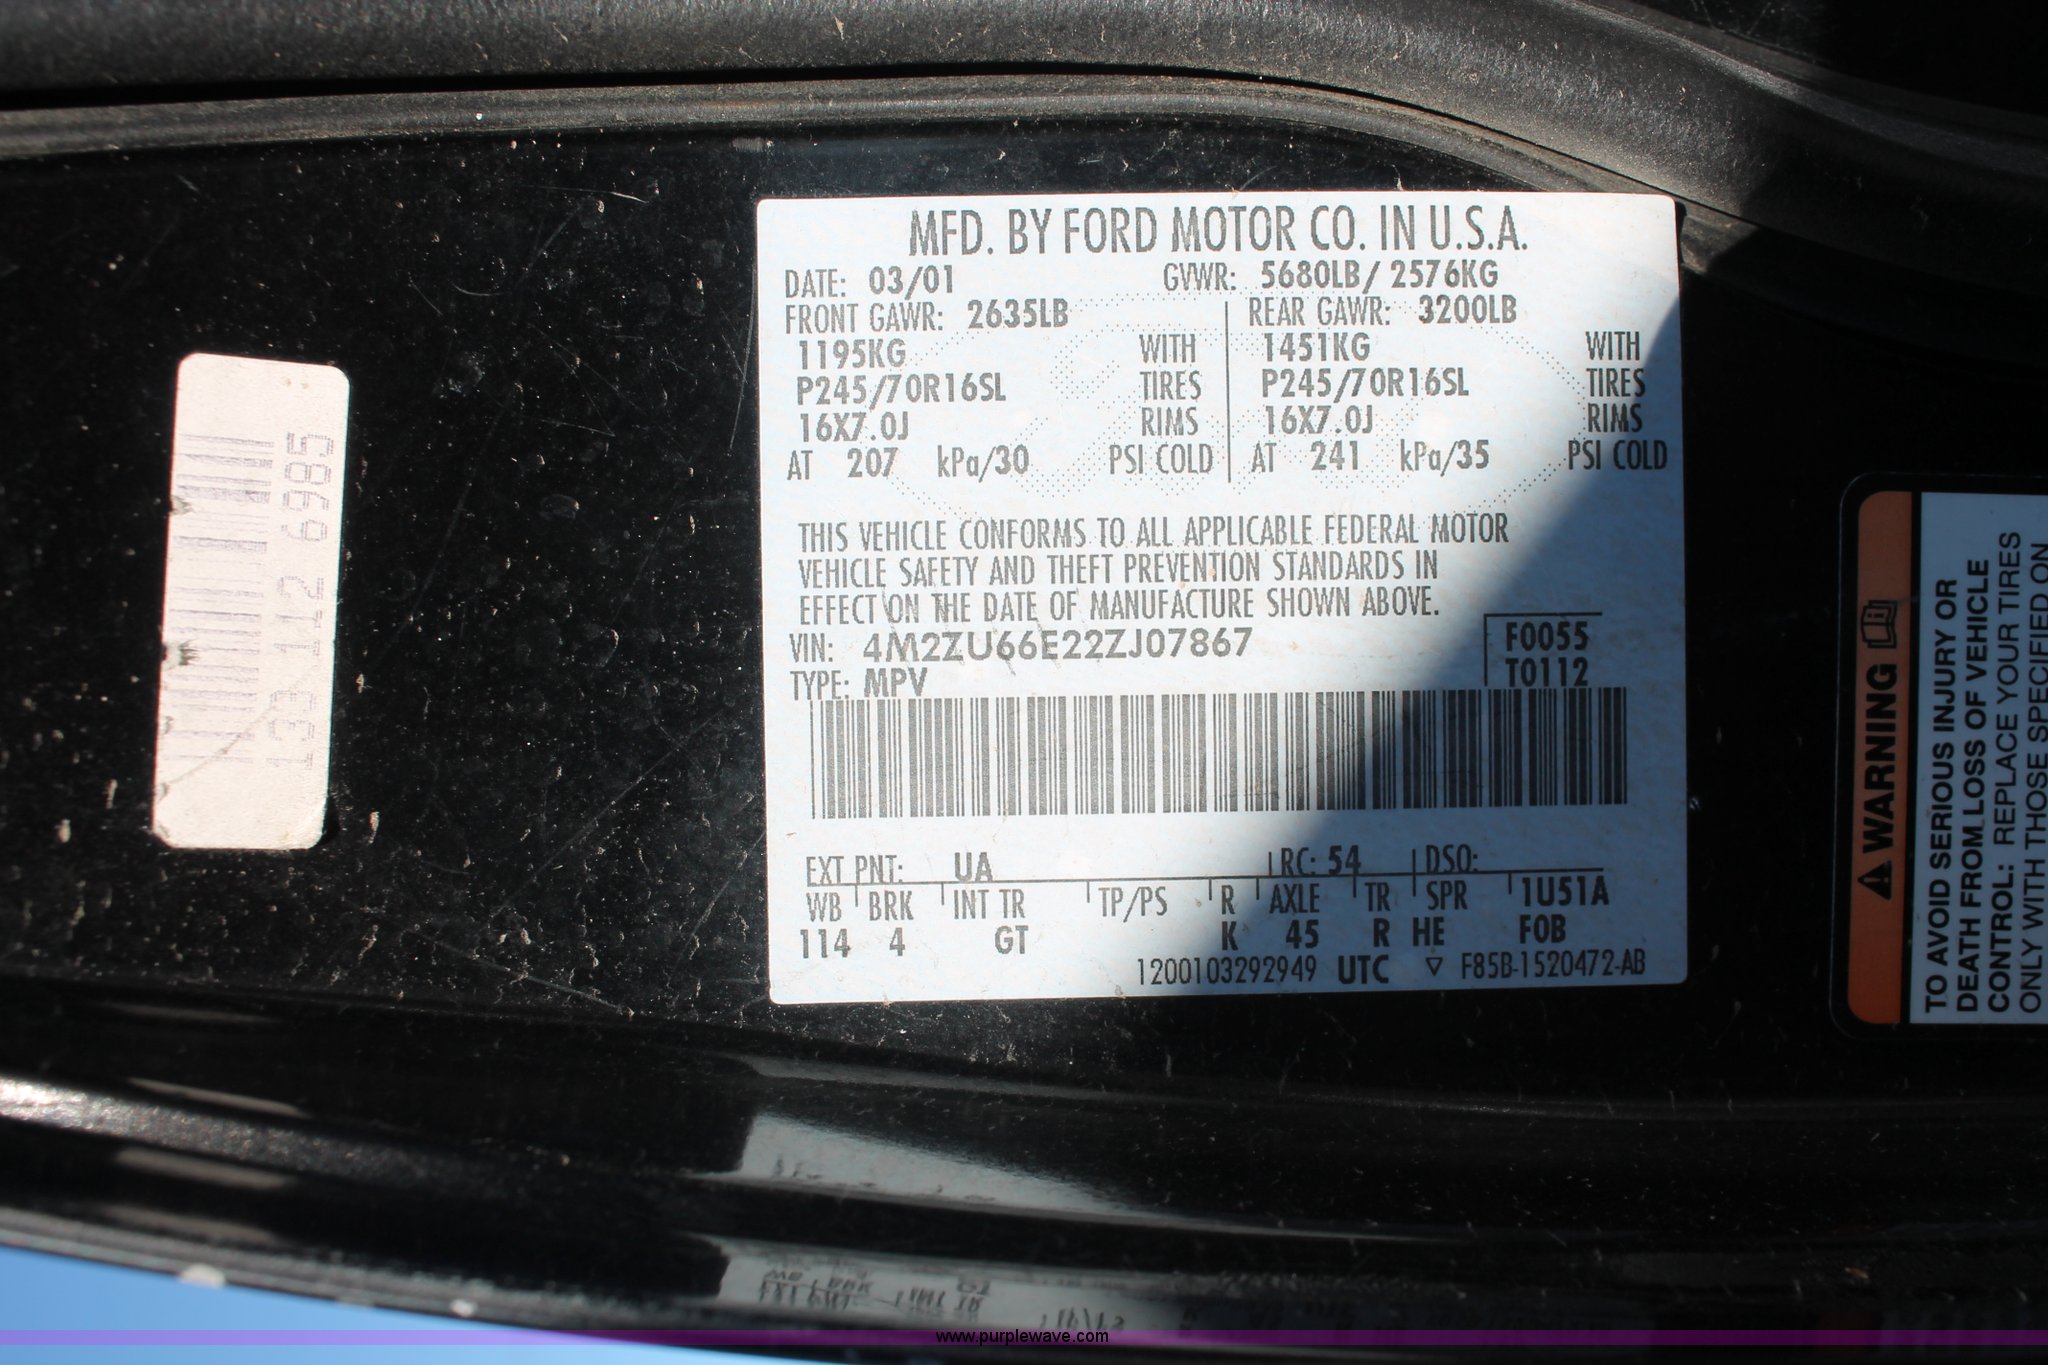 MFD. BY FORD MOTOR CO. IN U.S.A.
DATE: 03/01 GVWR: 5680LB/ 2576KG
FRONT GAWR: 2635LB REAR GAWR: 3200LB
1195KG WITH 1451KG WITH
P245/70R16SL TIRES P245/70R16SL TIRES
16X7.0J RIMS 16X7.0J RIMS
AT 207 kPa/30 PSI COLD AT 241 kPa/35 PSI COLD
THIS VEHICLE CONFORMS TO ALL APPLICABLE FEDERAL MOTOR
VEHICLE SAFETY AND THEFT PREVENTION STANDARDS IN
EFFECT ON THE DATE OF MANUFACTURE SHOWN ABOVE.
VIN: 4M2ZU66E22ZJ07867 F0055
TYPE: MPV T0112
EXT PNT: UA RC: 54 DSO:
WB BRK INT TR TP/PS R AXLE TR SPR 1U51A
114 4 GT K 45 R HE FOB
1200103292949 UTC ▽ F85B-1520472-AB
133 112 6985
WARNING
TO AVOID SERIOUS INJURY OR
DEATH FROM LOSS OF VEHICLE
CONTROL: REPLACE YOUR TIRES
ONLY WITH THOSE SPECIFIED ON
www.purplewave.com